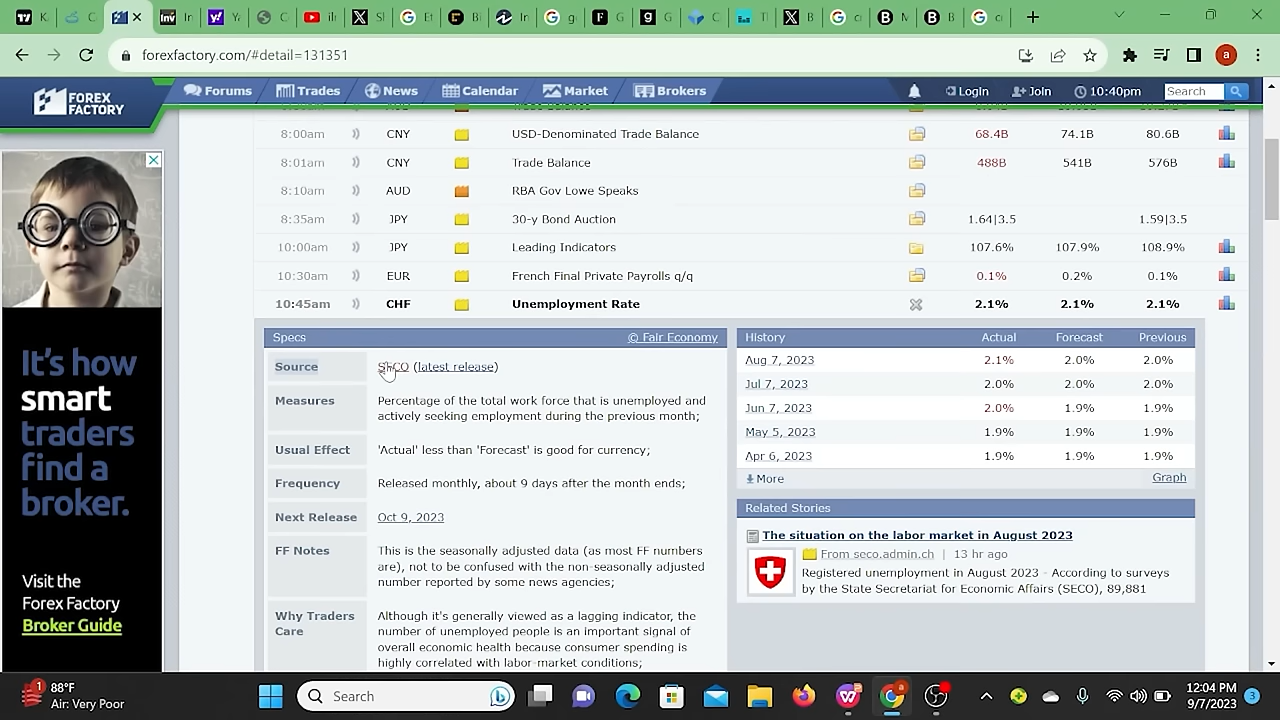 forexfactory.com/#detail=131351
FOREX FACTORY
Forums Trades News Calendar Market Brokers Login Join 10:40pm Search
8:00am CNY USD-Denominated Trade Balance 68.4B 74.1B 80.6B
8:01am CNY Trade Balance 488B 541B 576B
8:10am AUD RBA Gov Lowe Speaks
8:35am JPY 30-y Bond Auction 1.64|3.5 1.59|3.5
10:00am JPY Leading Indicators 107.6% 107.9% 108.9%
10:30am EUR French Final Private Payrolls q/q 0.1% 0.2% 0.1%
10:45am CHF Unemployment Rate 2.1% 2.1% 2.1%
Specs © Fair Economy
Source SECO (latest release)
Measures Percentage of the total work force that is unemployed and
actively seeking employment during the previous month;
Usual Effect 'Actual' less than 'Forecast' is good for currency;
Frequency Released monthly, about 9 days after the month ends;
Next Release Oct 9, 2023
FF Notes This is the seasonally adjusted data (as most FF numbers
are), not to be confused with the non-seasonally adjusted
number reported by some news agencies;
Why Traders Care Although it's generally viewed as a lagging indicator, the
number of unemployed people is an important signal of
overall economic health because consumer spending is
highly correlated with labor-market conditions;
History Actual Forecast Previous
Aug 7, 2023 2.1% 2.0% 2.0%
Jul 7, 2023 2.0% 2.0% 2.0%
Jun 7, 2023 2.0% 1.9% 1.9%
May 5, 2023 1.9% 1.9% 1.9%
Apr 6, 2023 1.9% 1.9% 1.9%
More Graph
Related Stories
The situation on the labor market in August 2023
From seco.admin.ch | 13 hr ago
Registered unemployment in August 2023 - According to surveys
by the State Secretariat for Economic Affairs (SECO), 89,881
It's how
smart
traders
find a
broker.
Visit the
Forex Factory
Broker Guide
88°F
Air: Very Poor
Search
12:04 PM
9/7/2023